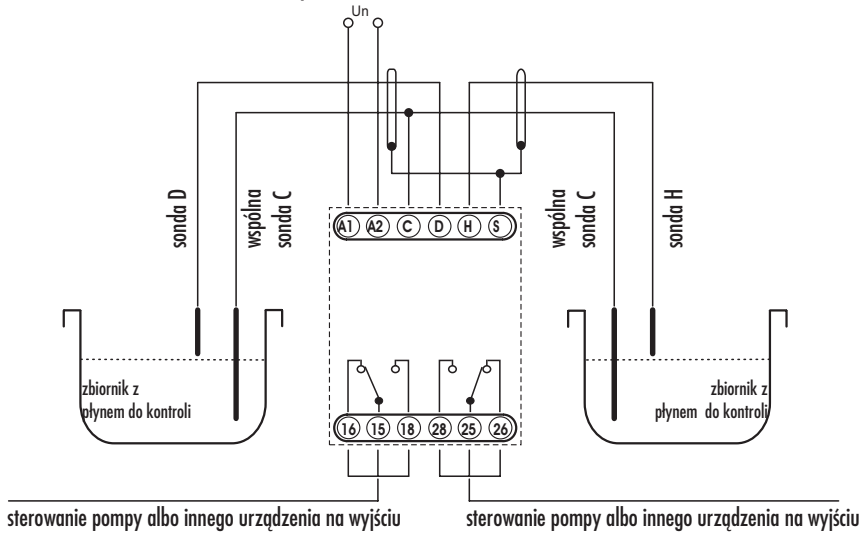 Un
sonda D
wspólna
sonda C
wspólna
sonda C
sonda H
A1 A2 C D H S
zbiornik z
płynem do kontroli
zbiornik z
płynem do kontroli
16 15 18 28 25 26
sterowanie pompy albo innego urządzenia na wyjściu
sterowanie pompy albo innego urządzenia na wyjściu